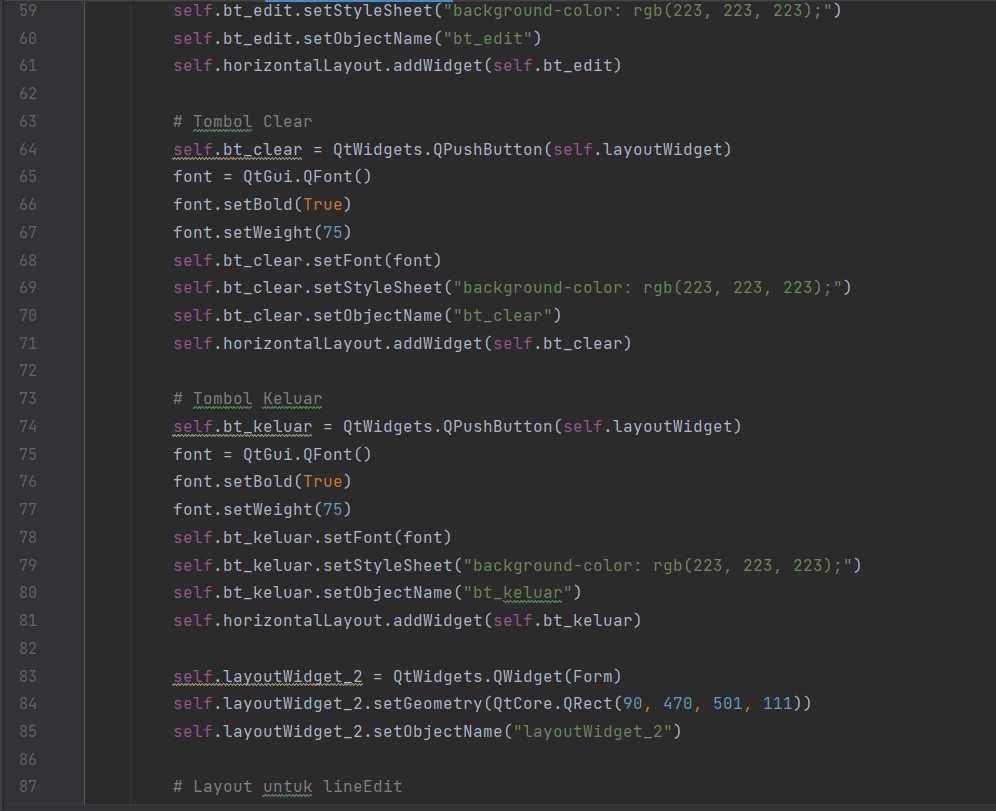 59 self.bt_edit.setStyleSheet("background-color: rgb(223, 223, 223);")
60 self.bt_edit.setObjectName("bt_edit")
61 self.horizontalLayout.addWidget(self.bt_edit)
62
63 # Tombol Clear
64 self.bt_clear = QtWidgets.QPushButton(self.layoutWidget)
65 font = QtGui.QFont()
66 font.setBold(True)
67 font.setWeight(75)
68 self.bt_clear.setFont(font)
69 self.bt_clear.setStyleSheet("background-color: rgb(223, 223, 223);")
70 self.bt_clear.setObjectName("bt_clear")
71 self.horizontalLayout.addWidget(self.bt_clear)
72
73 # Tombol Keluar
74 self.bt_keluar = QtWidgets.QPushButton(self.layoutWidget)
75 font = QtGui.QFont()
76 font.setBold(True)
77 font.setWeight(75)
78 self.bt_keluar.setFont(font)
79 self.bt_keluar.setStyleSheet("background-color: rgb(223, 223, 223);")
80 self.bt_keluar.setObjectName("bt_keluar")
81 self.horizontalLayout.addWidget(self.bt_keluar)
82
83 self.layoutWidget_2 = QtWidgets.QWidget(Form)
84 self.layoutWidget_2.setGeometry(QtCore.QRect(90, 470, 501, 111))
85 self.layoutWidget_2.setObjectName("layoutWidget_2")
86
87 # Layout untuk lineEdit